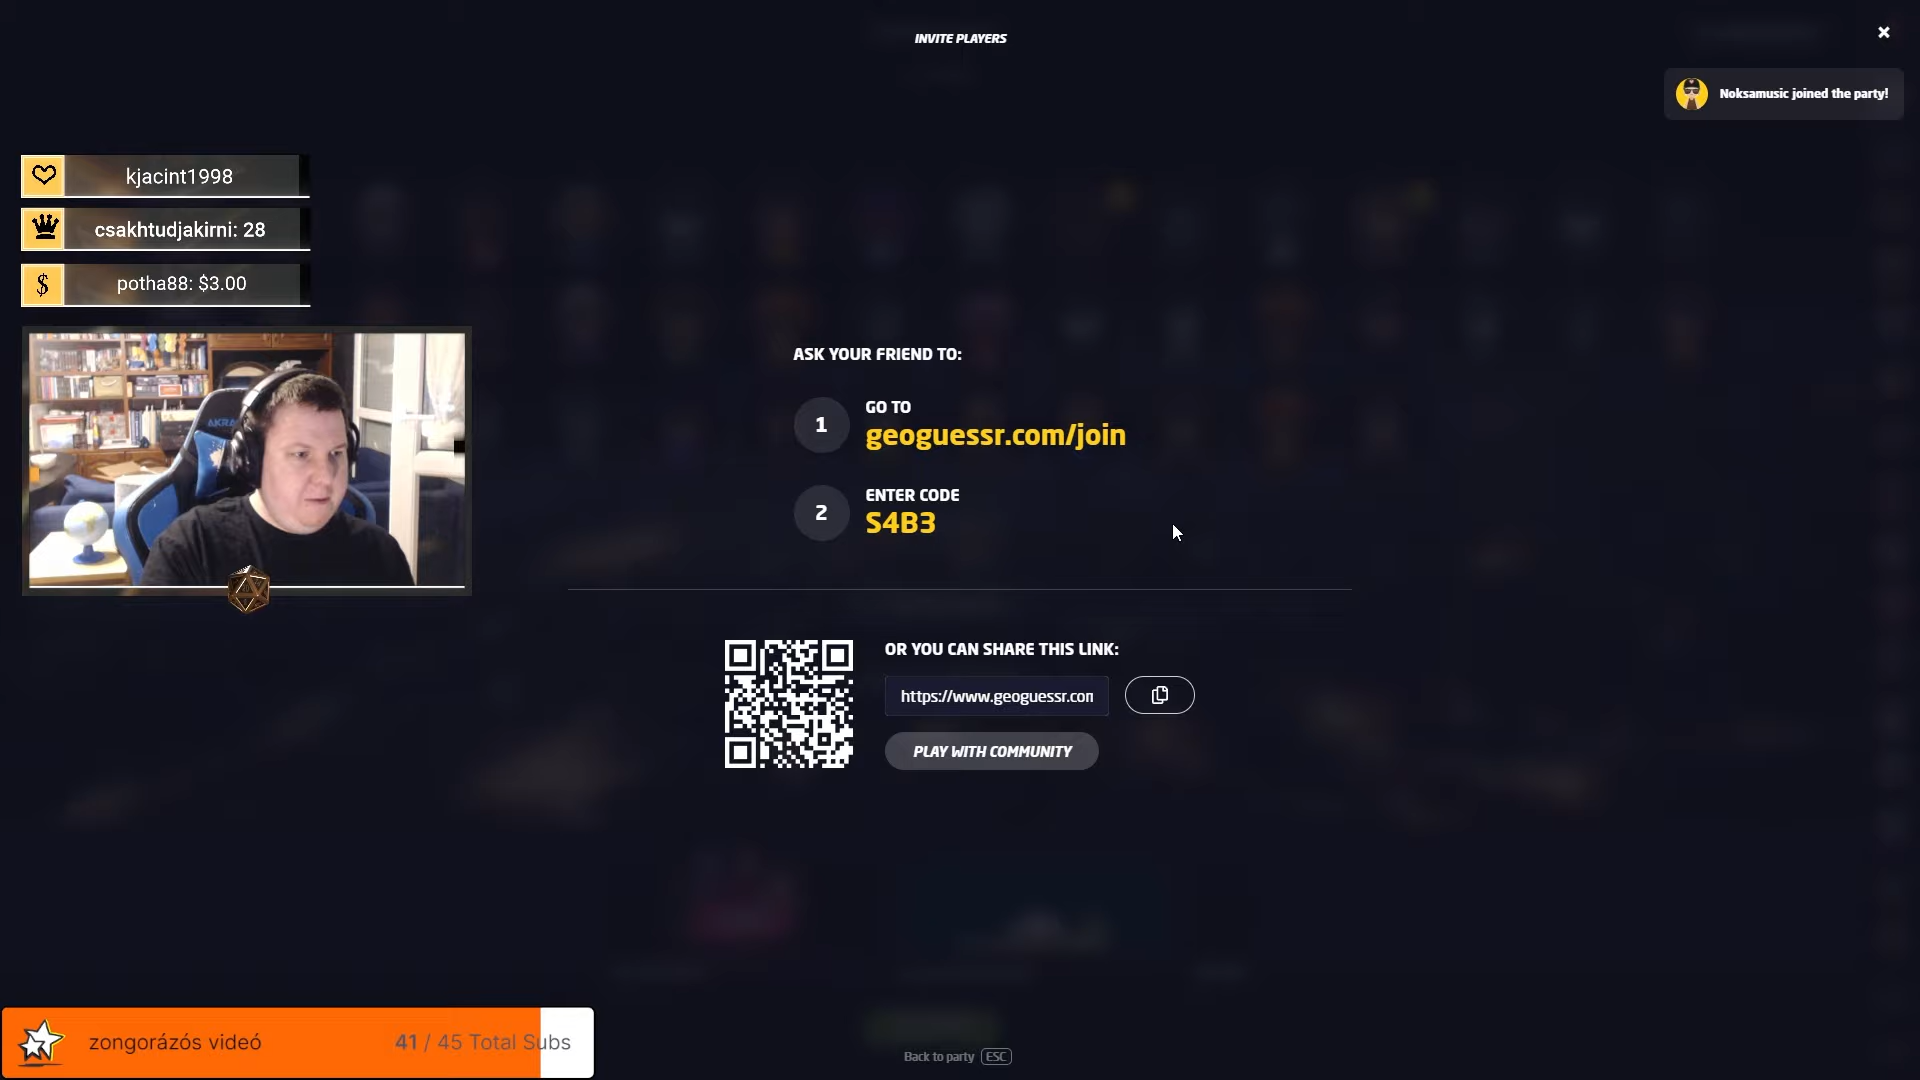 INVITE PLAYERS
Noksamusic joined the party!
kjacint1998
csakhtudjakirni: 28
$
potha88: $3.00
AKRA
ASK YOUR FRIEND TO:
1
GO TO
geoguessr.com/join
2
ENTER CODE
S4B3
OR YOU CAN SHARE THIS LINK:
https://www.geoguessr.com
PLAY WITH COMMUNITY
zongorázós videó
41 / 45 Total Subs
Back to party ESC